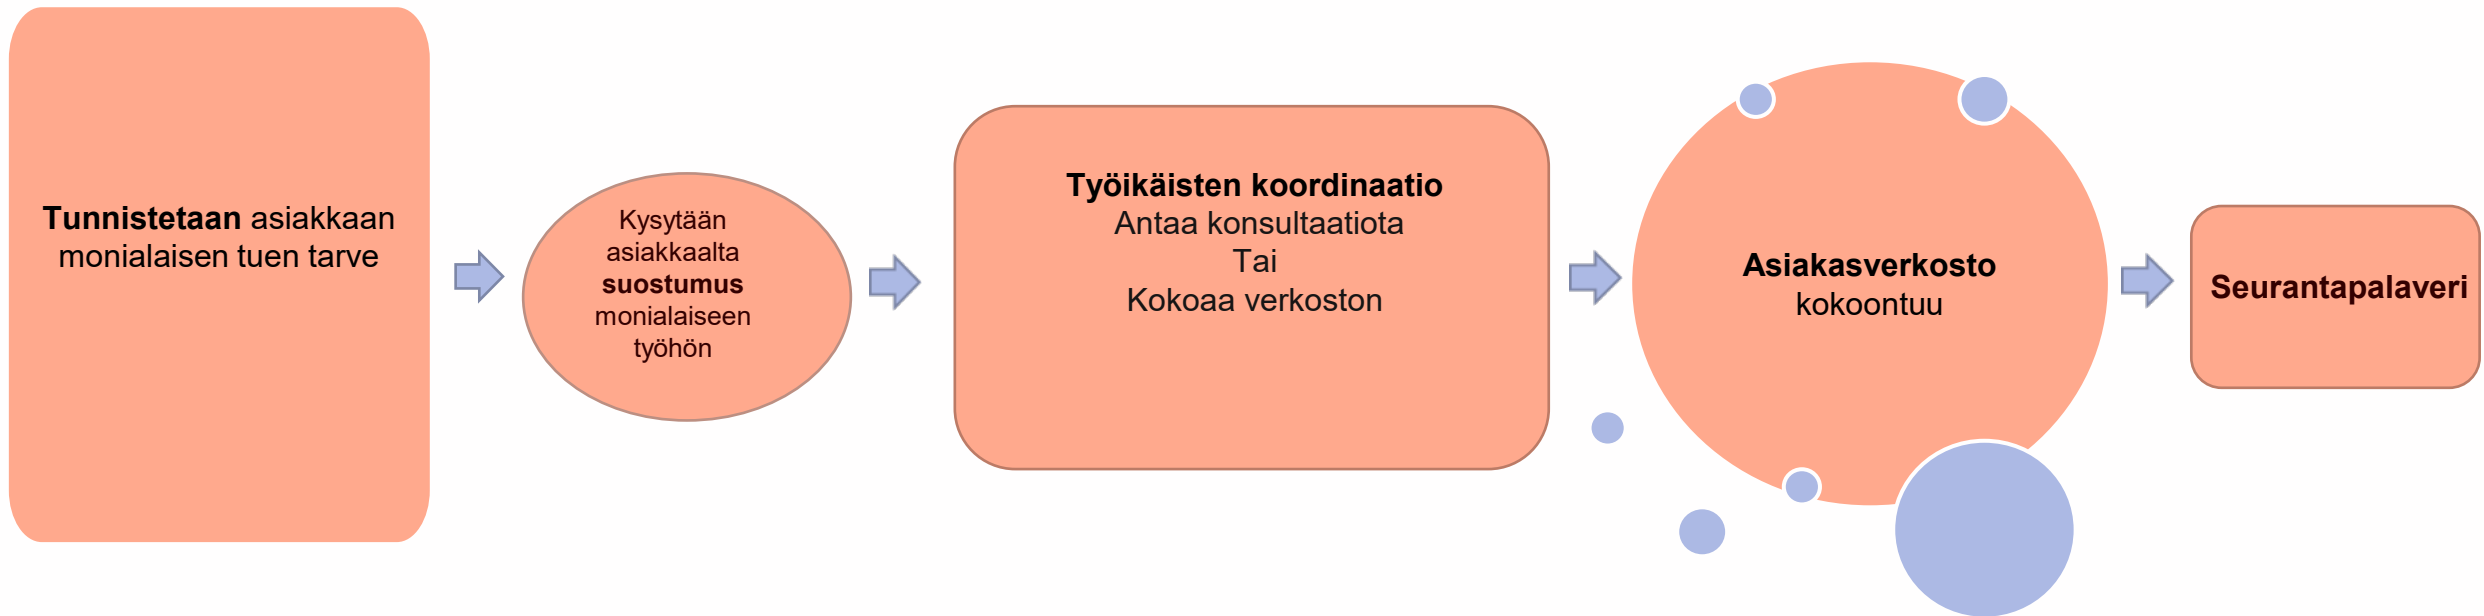 Tunnistetaan asiakkaan
monialaisen tuen tarve
Kysytään
asiakkaalta
suostumus
monialaiseen
työhön
Työikäisten koordinaatio
Antaa konsultaatiota
Tai
Kokoaa verkoston
Asiakasverkosto
kokoontuu
Seurantapalaveri